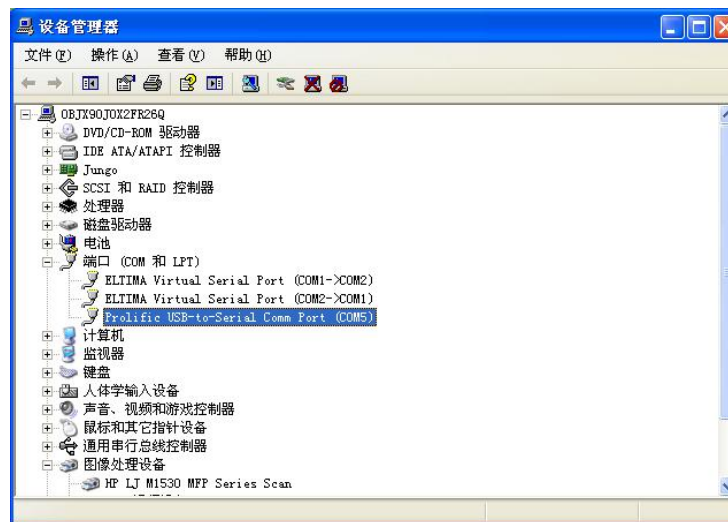 设备管理器
文件(F) 操作(A) 查看(V) 帮助(H)
OBJX90J0X2FR26Q
DVD/CD-ROM 驱动器
IDE ATA/ATAPI 控制器
Jungo
SCSI 和 RAID 控制器
处理器
磁盘驱动器
电池
端口 (COM 和 LPT)
ELTIMA Virtual Serial Port (COM1->COM2)
ELTIMA Virtual Serial Port (COM2->COM1)
Prolific USB-to-Serial Comm Port (COM5)
计算机
监视器
键盘
人体学输入设备
声音、视频和游戏控制器
鼠标和其它指针设备
通用串行总线控制器
图像处理设备
HP LJ M1530 MFP Series Scan